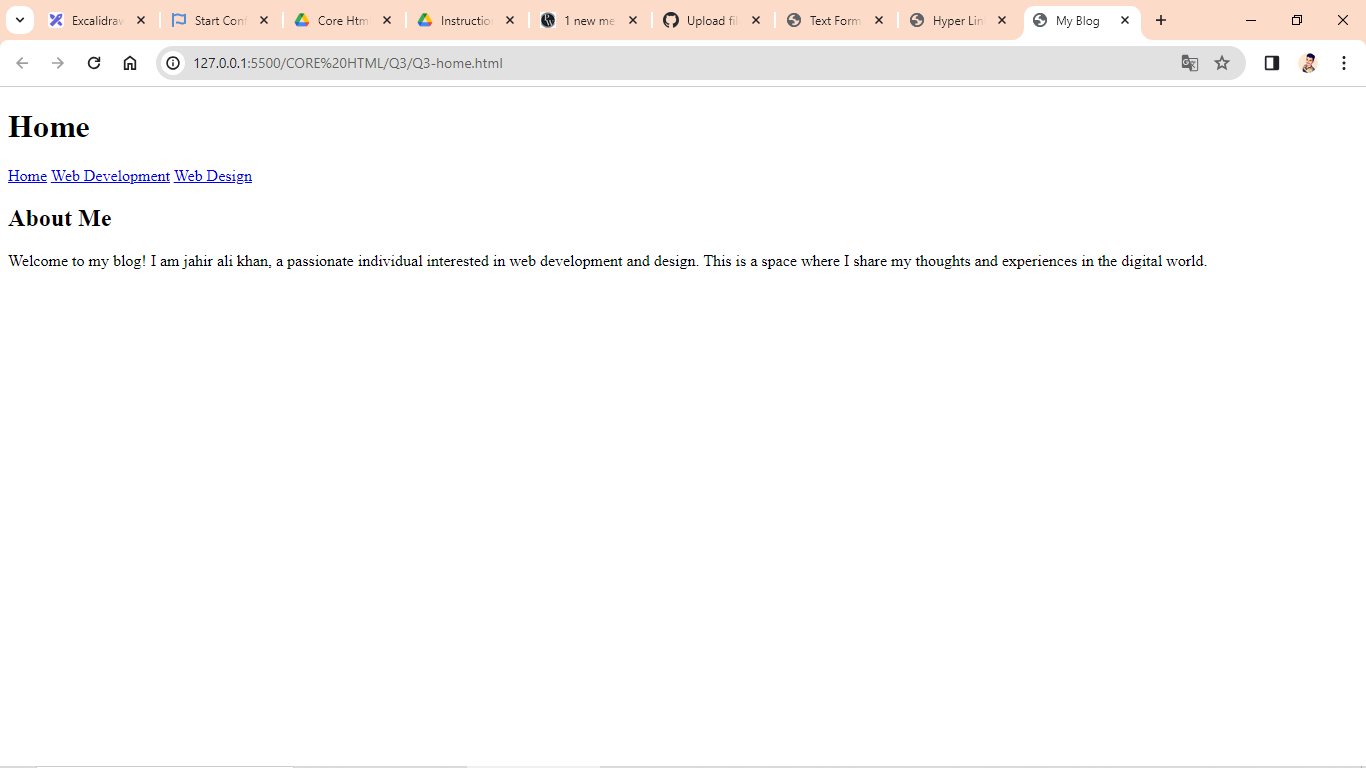 Excalidraw
Start Con
Core Htm
Instruction
1 new me
Upload fil
Text Form
Hyper Lin
My Blog
127.0.0.1:5500/CORE%20HTML/Q3/Q3-home.html
Home
Home Web Development Web Design
About Me
Welcome to my blog! I am jahir ali khan, a passionate individual interested in web development and design. This is a space where I share my thoughts and experiences in the digital world.